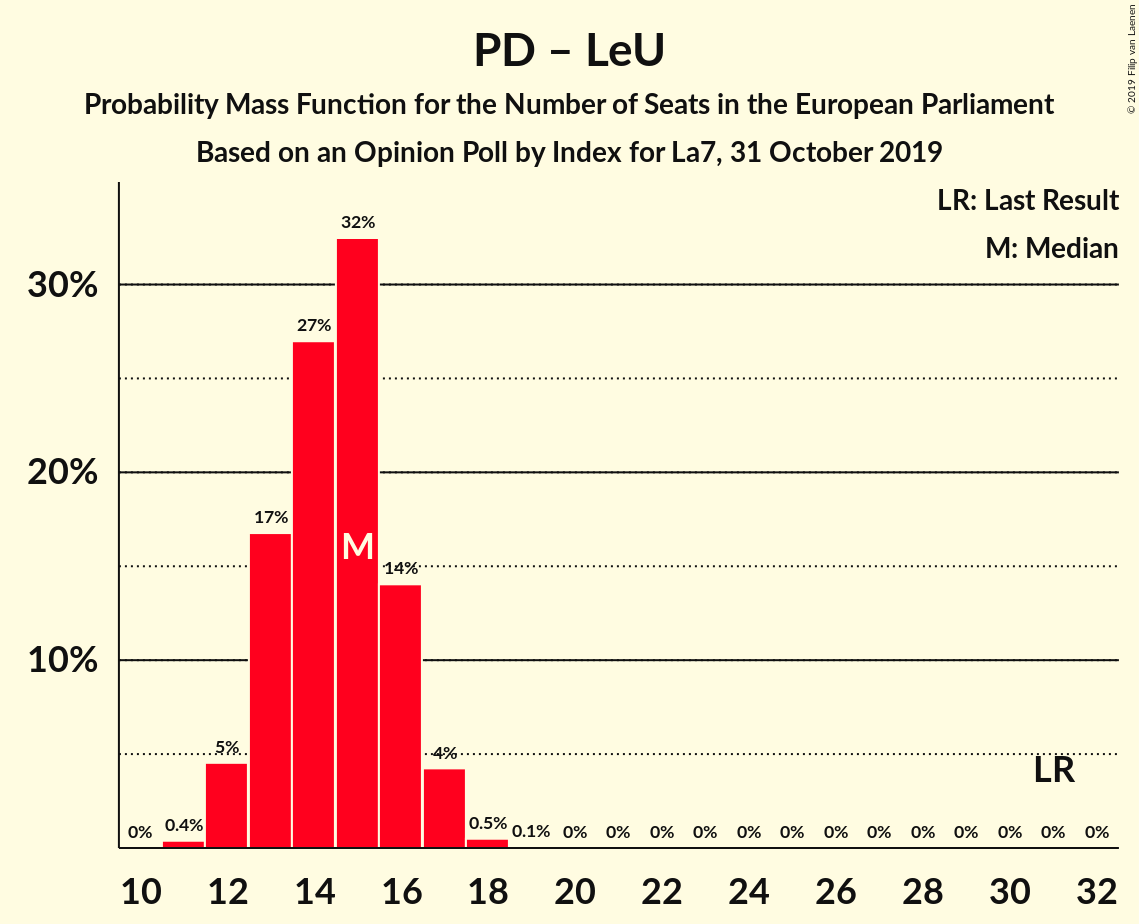 PD – LeU
Probability Mass Function for the Number of Seats in the European Parliament
Based on an Opinion Poll by Index for La7, 31 October 2019
© 2019 Filip van Laenen
LR: Last Result
M: Median
30%
20%
10%
0%
0.4%
5%
17%
27%
32%
M
14%
4%
0.5%
0.1%
0%
0%
0%
0%
0%
0%
0%
0%
0%
0%
0%
0%
0%
LR
10 12 14 16 18 20 22 24 26 28 30 32